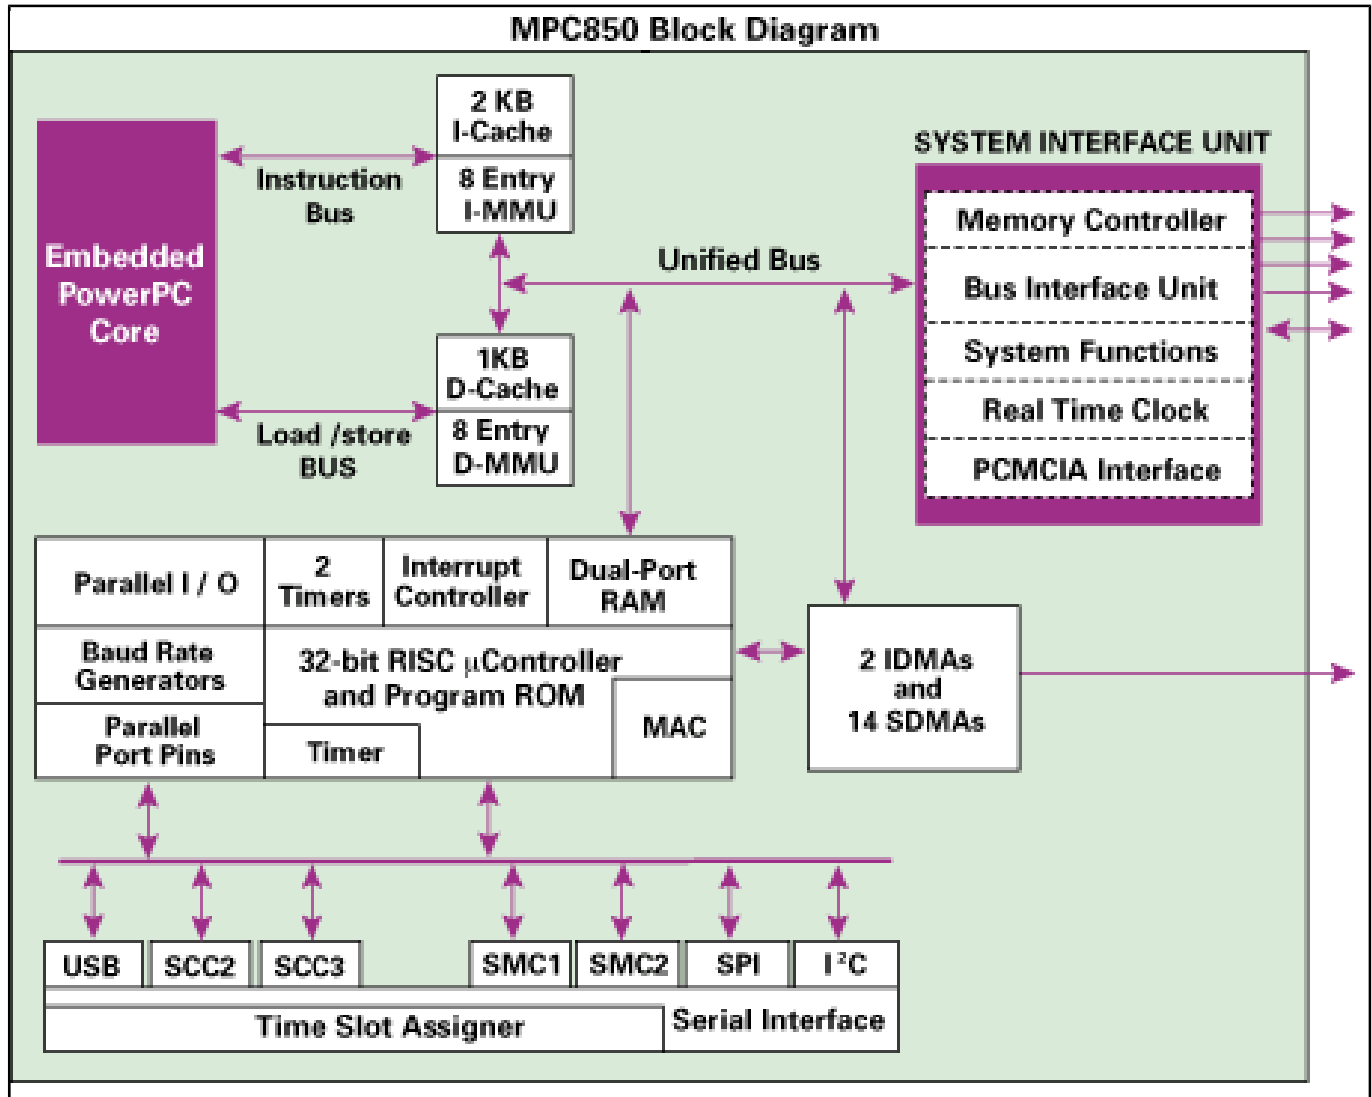 MPC850 Block Diagram
2 KB
I-Cache
8 Entry
I-MMU
Instruction
Bus
Embedded
PowerPC
Core
Unified Bus
SYSTEM INTERFACE UNIT
Memory Controller
Bus Interface Unit
System Functions
Real Time Clock
PCMCIA Interface
1KB
D-Cache
8 Entry
D-MMU
Load /store
BUS
Parallel I / O
2
Timers
Interrupt
Controller
Dual-Port
RAM
Baud Rate
Generators
32-bit RISC µController
and Program ROM
Parallel
Port Pins
Timer
MAC
2 IDMAs
and
14 SDMAs
USB
SCC2
SCC3
SMC1
SMC2
SPI
I²C
Time Slot Assigner
Serial Interface